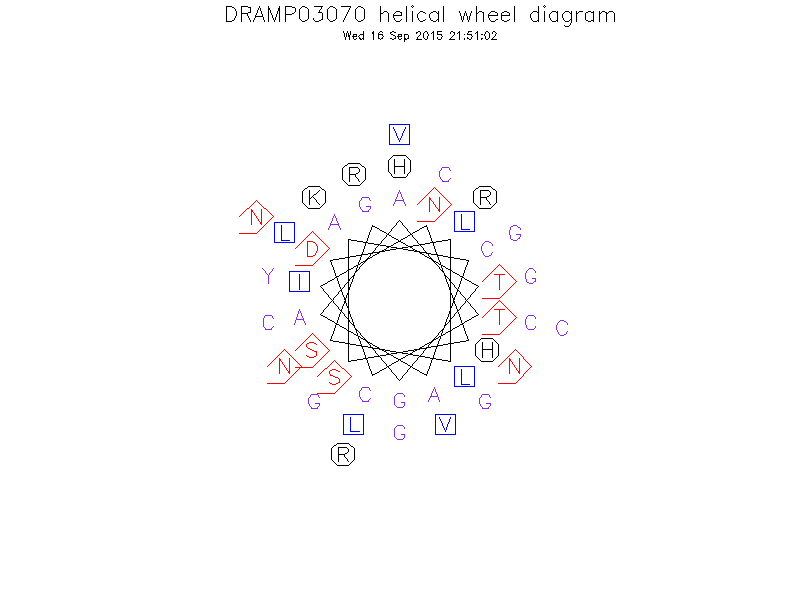 DRAMP03070 helical wheel diagram
Wed 16 Sep 2015 21:51:02
V
H
R C
K R
G A N
N A L
L G
D C
Y I T G
C A T C C
S H
N S L N
G C G A G
L G V
R